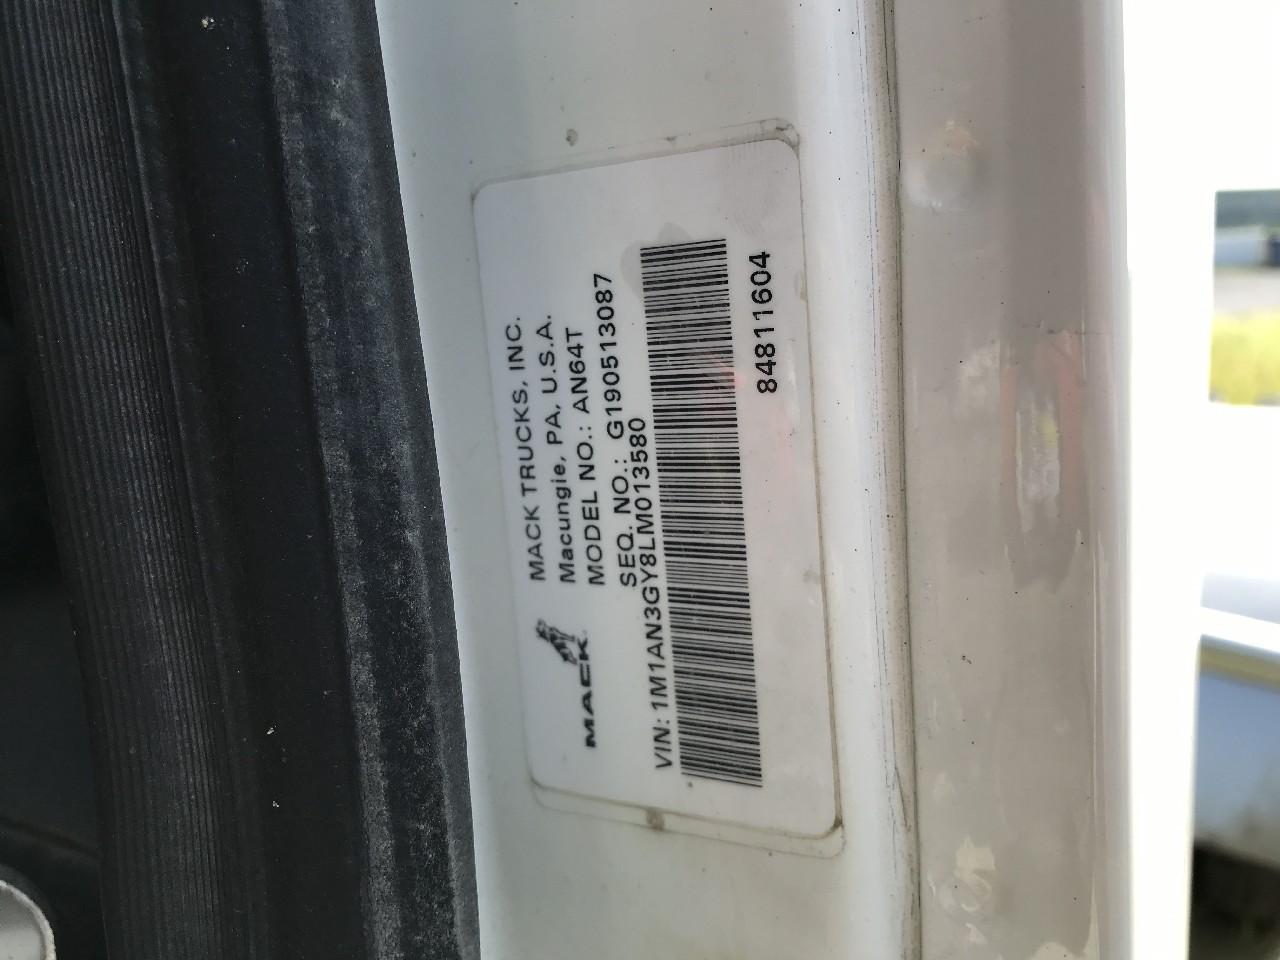 MACK TRUCKS, INC.
Macungie, PA, U.S.A.
MODEL NO.: AN64T
SEQ. NO.: G190513087
MACK
VIN: 1M1AN3GY8LM013580
84811604